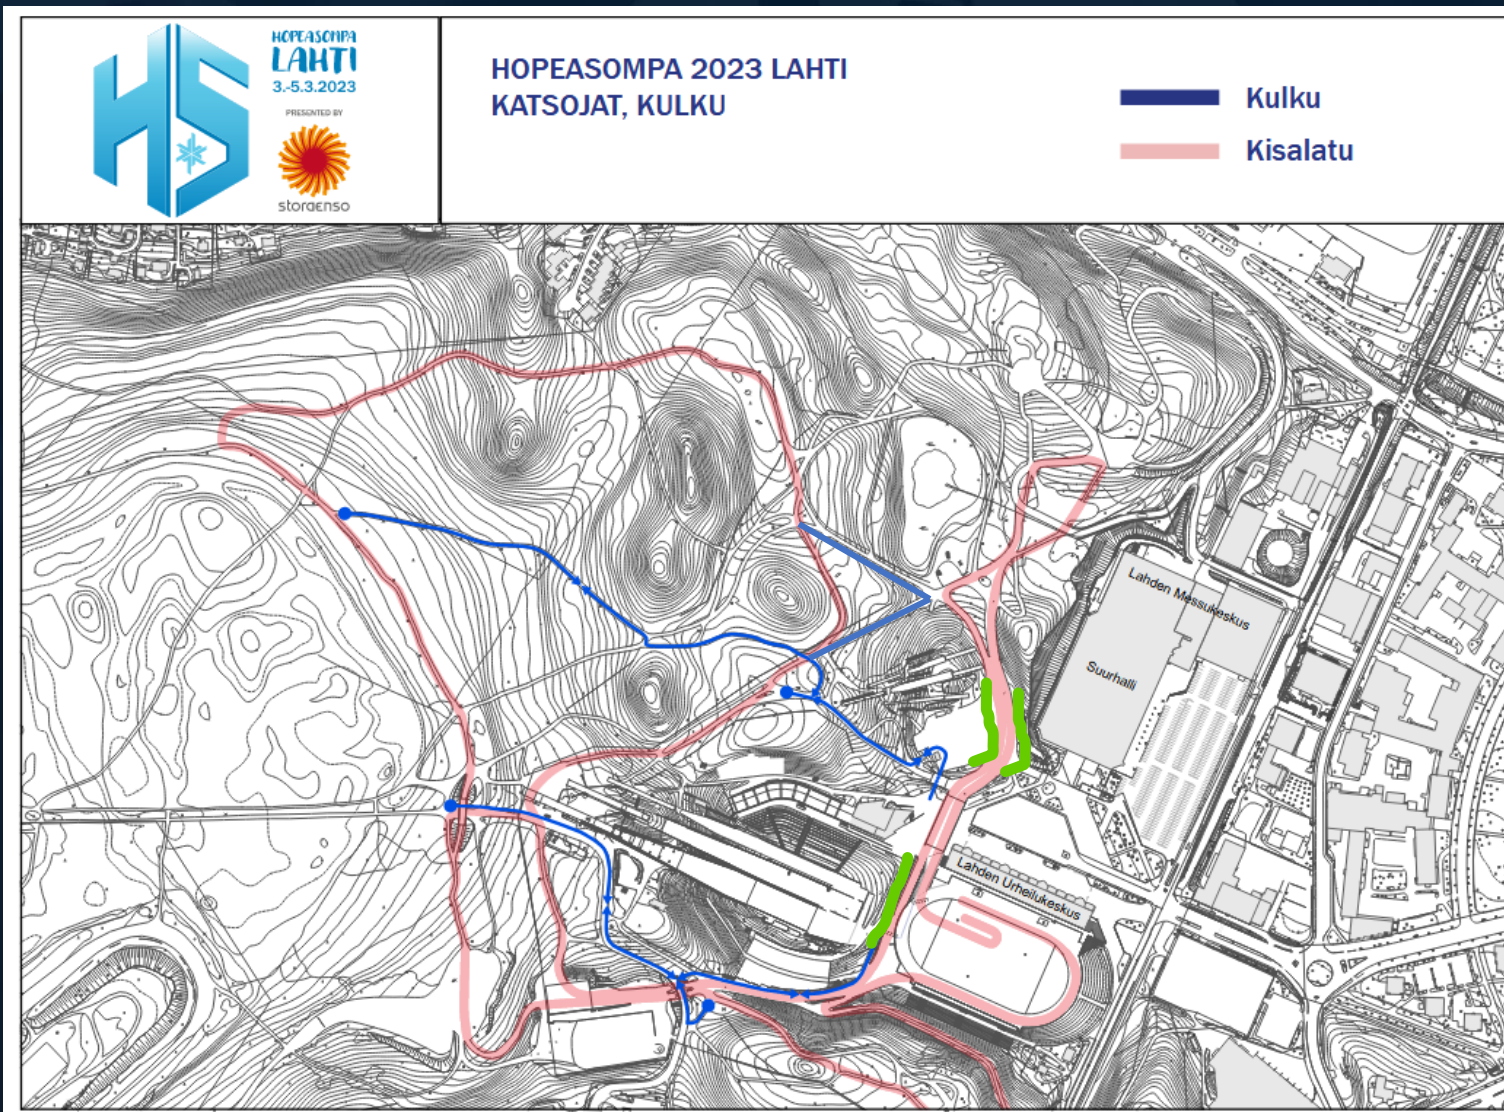 HOPEASOMPA
LAHTI
3.-5.3.2023
PRESENTED BY
storaenso
HOPEASOMPA 2023 LAHTI
KATSOJAT, KULKU
Kulku
Kisalatu
Lahden Messukeskus
Suurhalli
Lahden Urheilukeskus